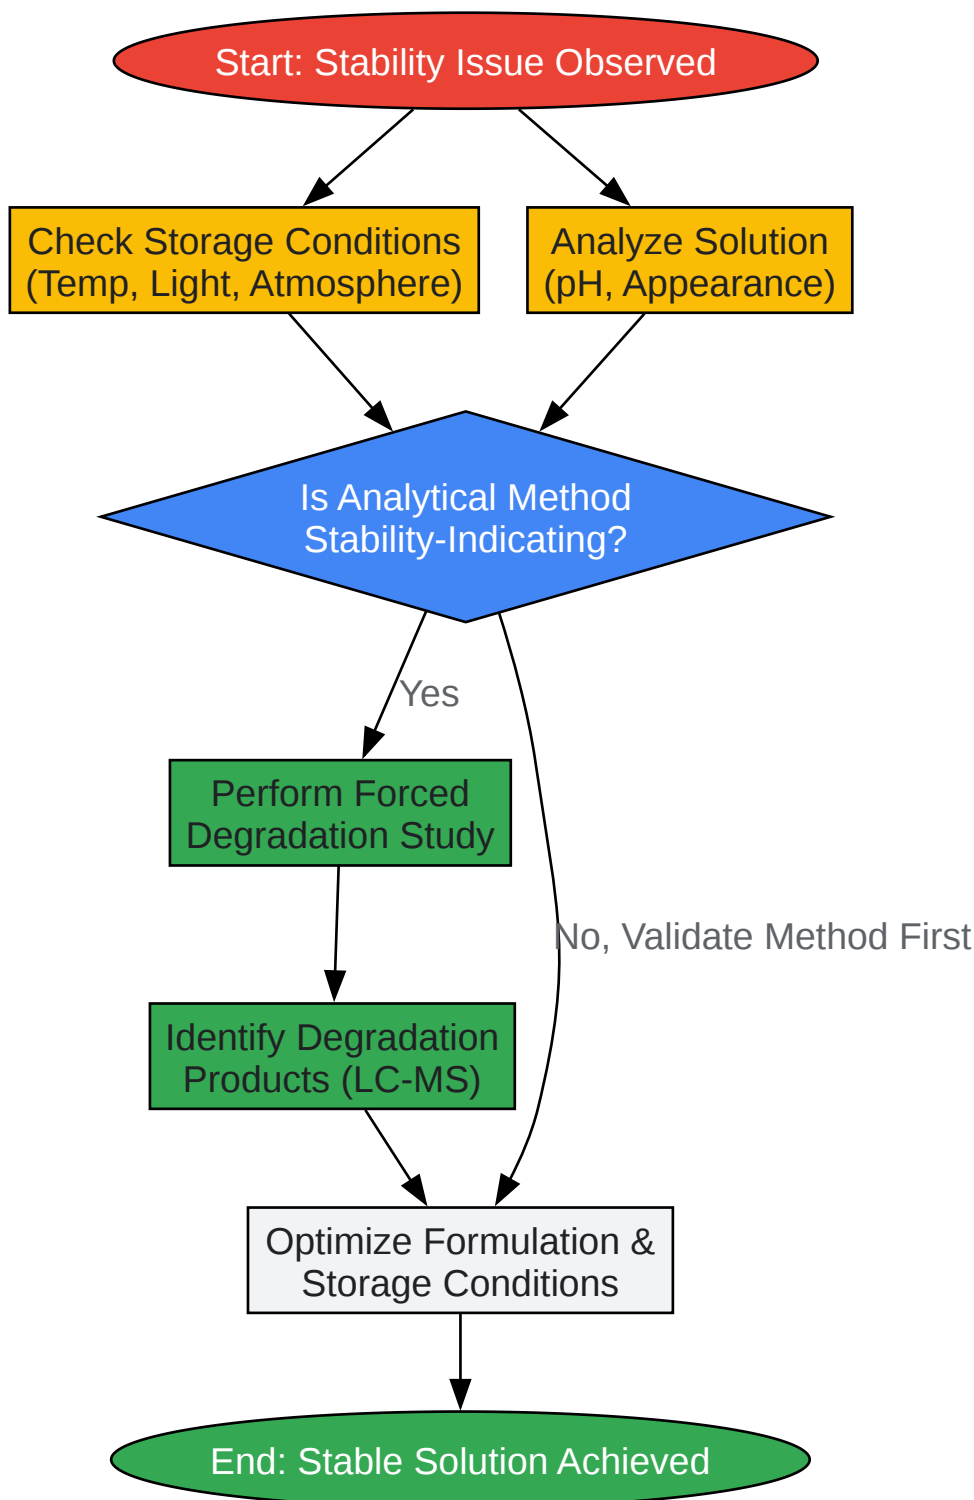 Start: Stability Issue Observed
Check Storage Conditions
(Temp, Light, Atmosphere)
Analyze Solution
(pH, Appearance)
Is Analytical Method
Stability-Indicating?
Yes
Perform Forced
Degradation Study
No, Validate Method First
Identify Degradation
Products (LC-MS)
Optimize Formulation &
Storage Conditions
End: Stable Solution Achieved